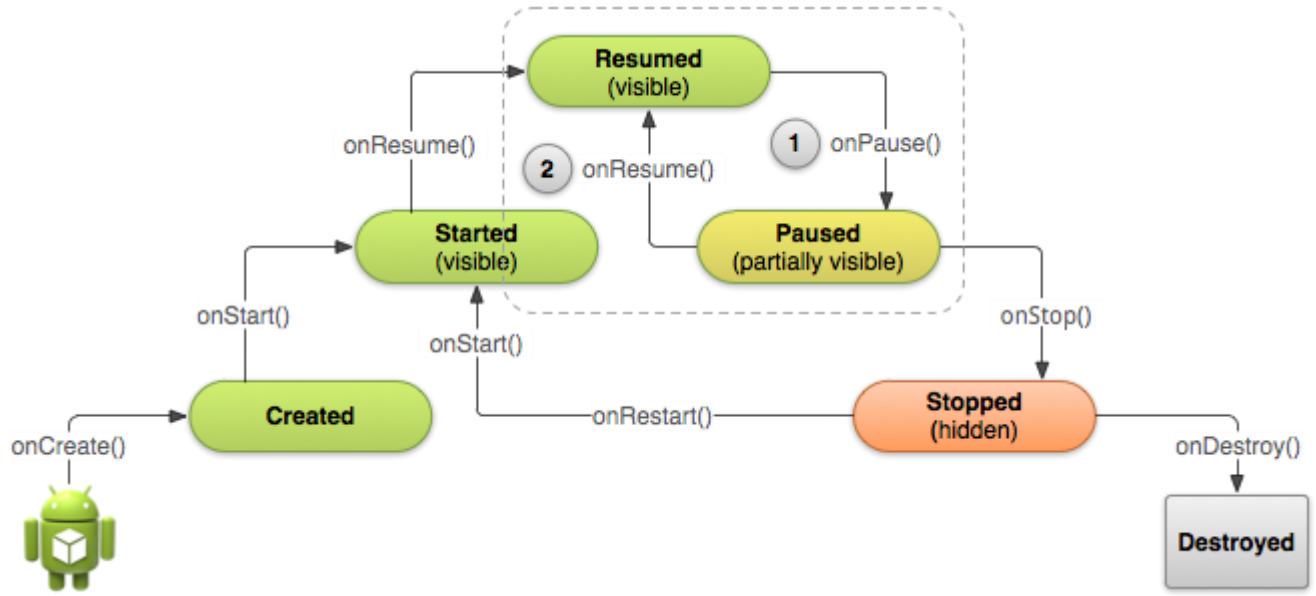 Resumed
(visible)
onResume()
1
onPause()
2
onResume()
Started
(visible)
Paused
(partially visible)
onStart()
onStart()
onStop()
Created
onRestart()
Stopped
(hidden)
onCreate()
onDestroy()
Destroyed